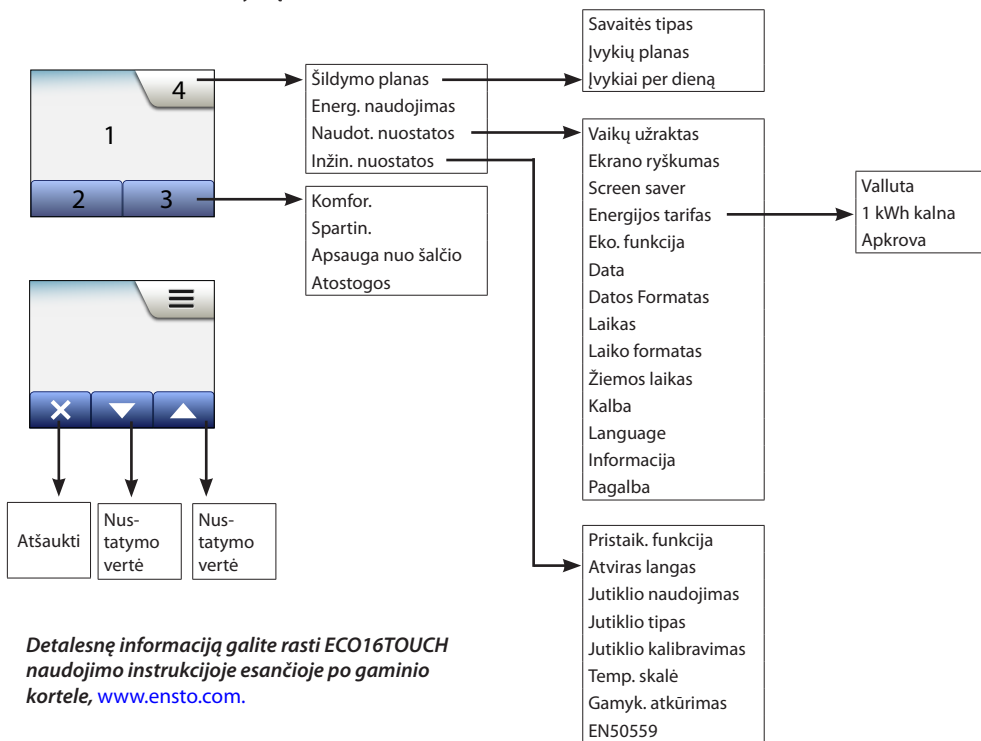 4
1
2 3
Šildymo planas
Energ. naudojimas
Naudot. nuostatos
Inžin. nuostatos
Komfor.
Spartin.
Apsauga nuo šalčio
Atostogos
Savaitės tipas
Įvykių planas
Įvykiai per dieną
Vaikų užraktas
Ekrano ryškumas
Screen saver
Energijos tarifas
Eko. funkcija
Data
Datos Formatas
Laikas
Laiko formatas
Žiemos laikas
Kalba
Language
Informacija
Pagalba
Valluta
1 kWh kalna
Apkrova
Pristaik. funkcija
Atviras langas
Jutiklio naudojimas
Jutiklio tipas
Jutiklio kalibravimas
Temp. skalė
Gamyk. atkūrimas
EN50559
Atšaukti
Nus-
tatymo
vertė
Nus-
tatymo
vertė
Detalesnę informaciją galite rasti ECO16TOUCH
naudojimo instrukcijoje esančioje po gaminio
kortele, www.ensto.com.